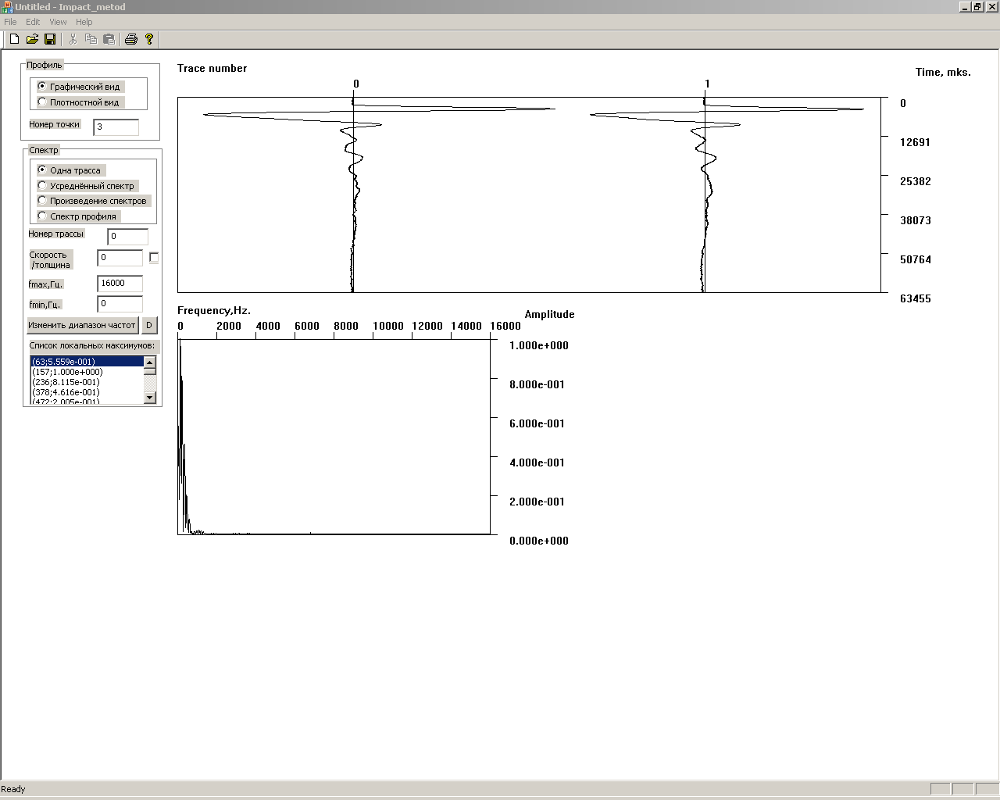 Untitled - Impact_metod
File Edit View Help
Профиль
Графический вид
Плотностной вид
Номер точки 3
Спектр
Одна трасса
Усреднённый спектр
Произведение спектров
Спектр профиля
Номер трассы 0
Скорость
/толщина 0
fmax,Гц. 16000
fmin,Гц. 0
Изменить диапазон частот D
Список локальных максимумов:
(63;5.559e-001)
(157;1.000e+000)
(236;8.115e-001)
(378;4.616e-001)
(472;2.005e-001)
Trace number
0 1
Time, mks.
0
12691
25382
38073
50764
63455
Frequency,Hz.
0 2000 4000 6000 8000 10000 12000 14000 16000
Amplitude
1.000e+000
8.000e-001
6.000e-001
4.000e-001
2.000e-001
0.000e+000
Ready